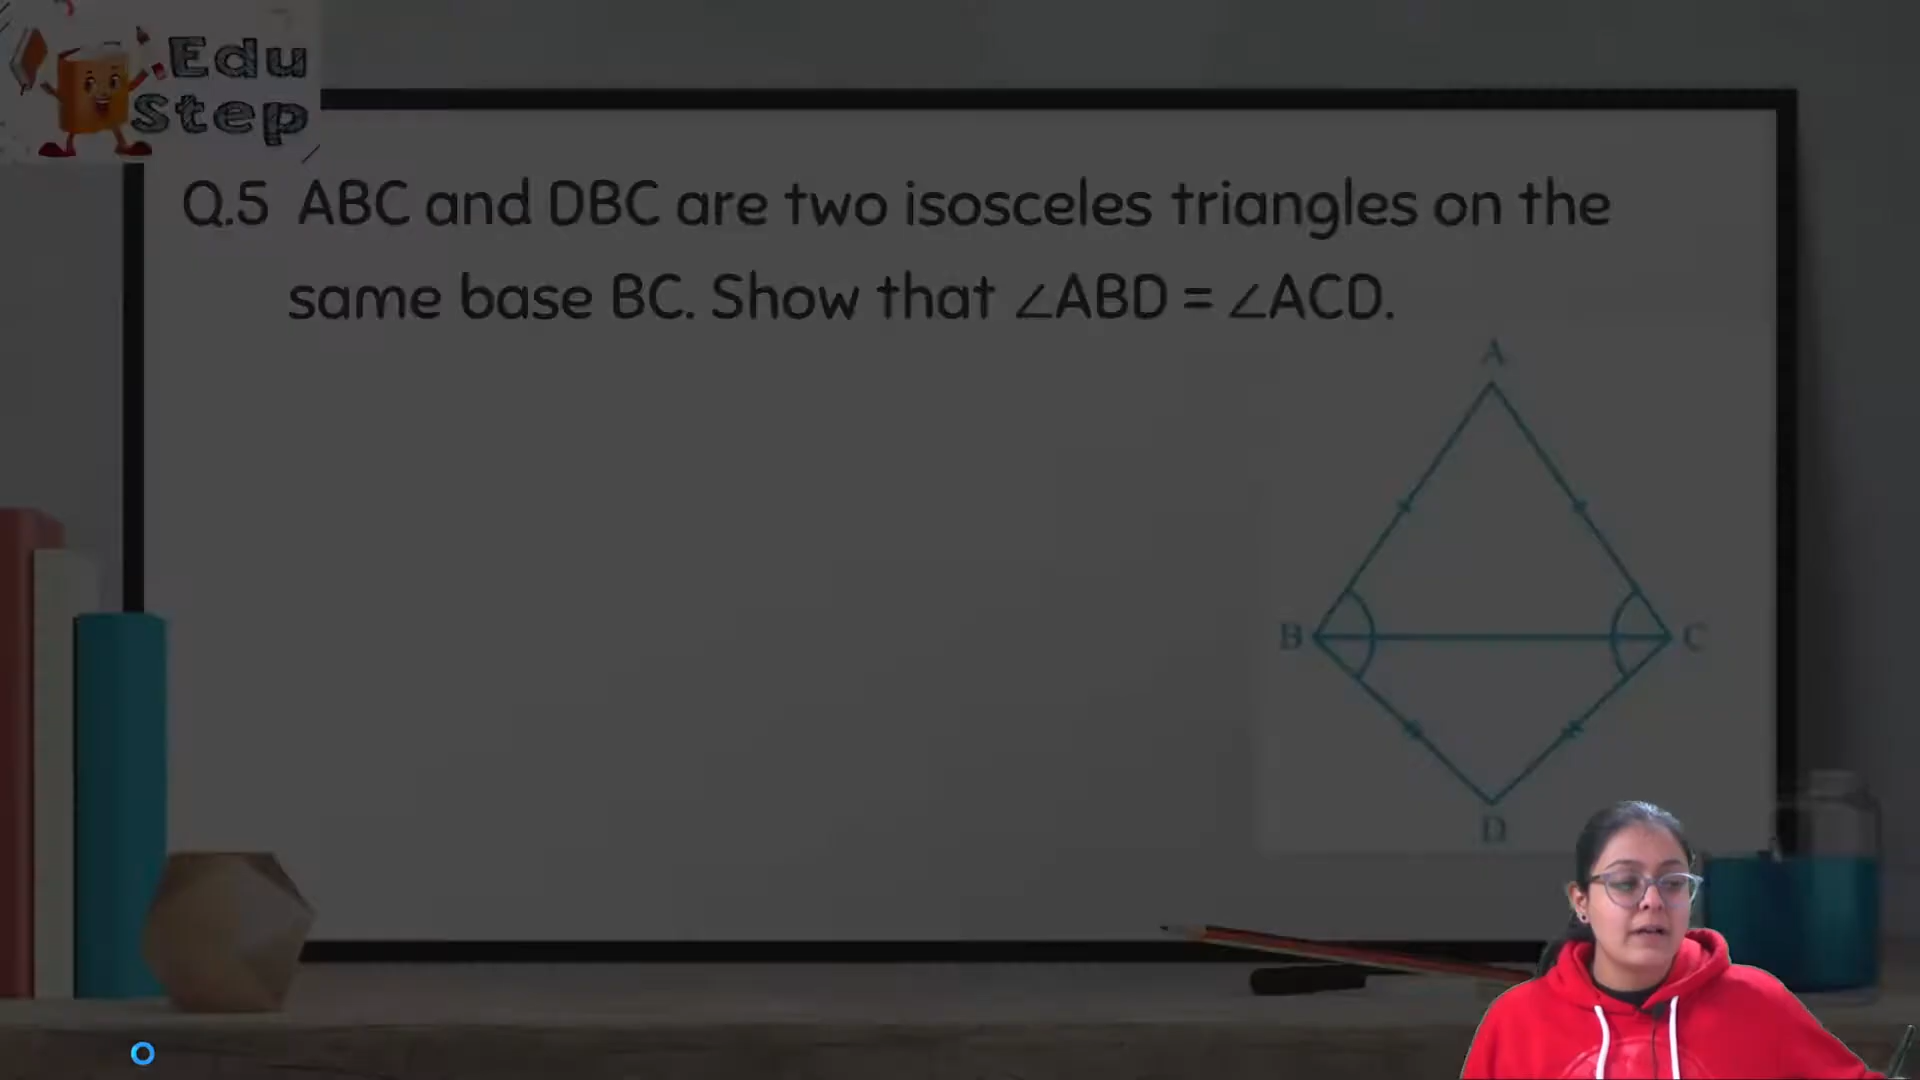 Edu
Step
Q.5 ABC and DBC are two isosceles triangles on the
same base BC. Show that ∠ABD = ∠ACD.
A
B
C
D